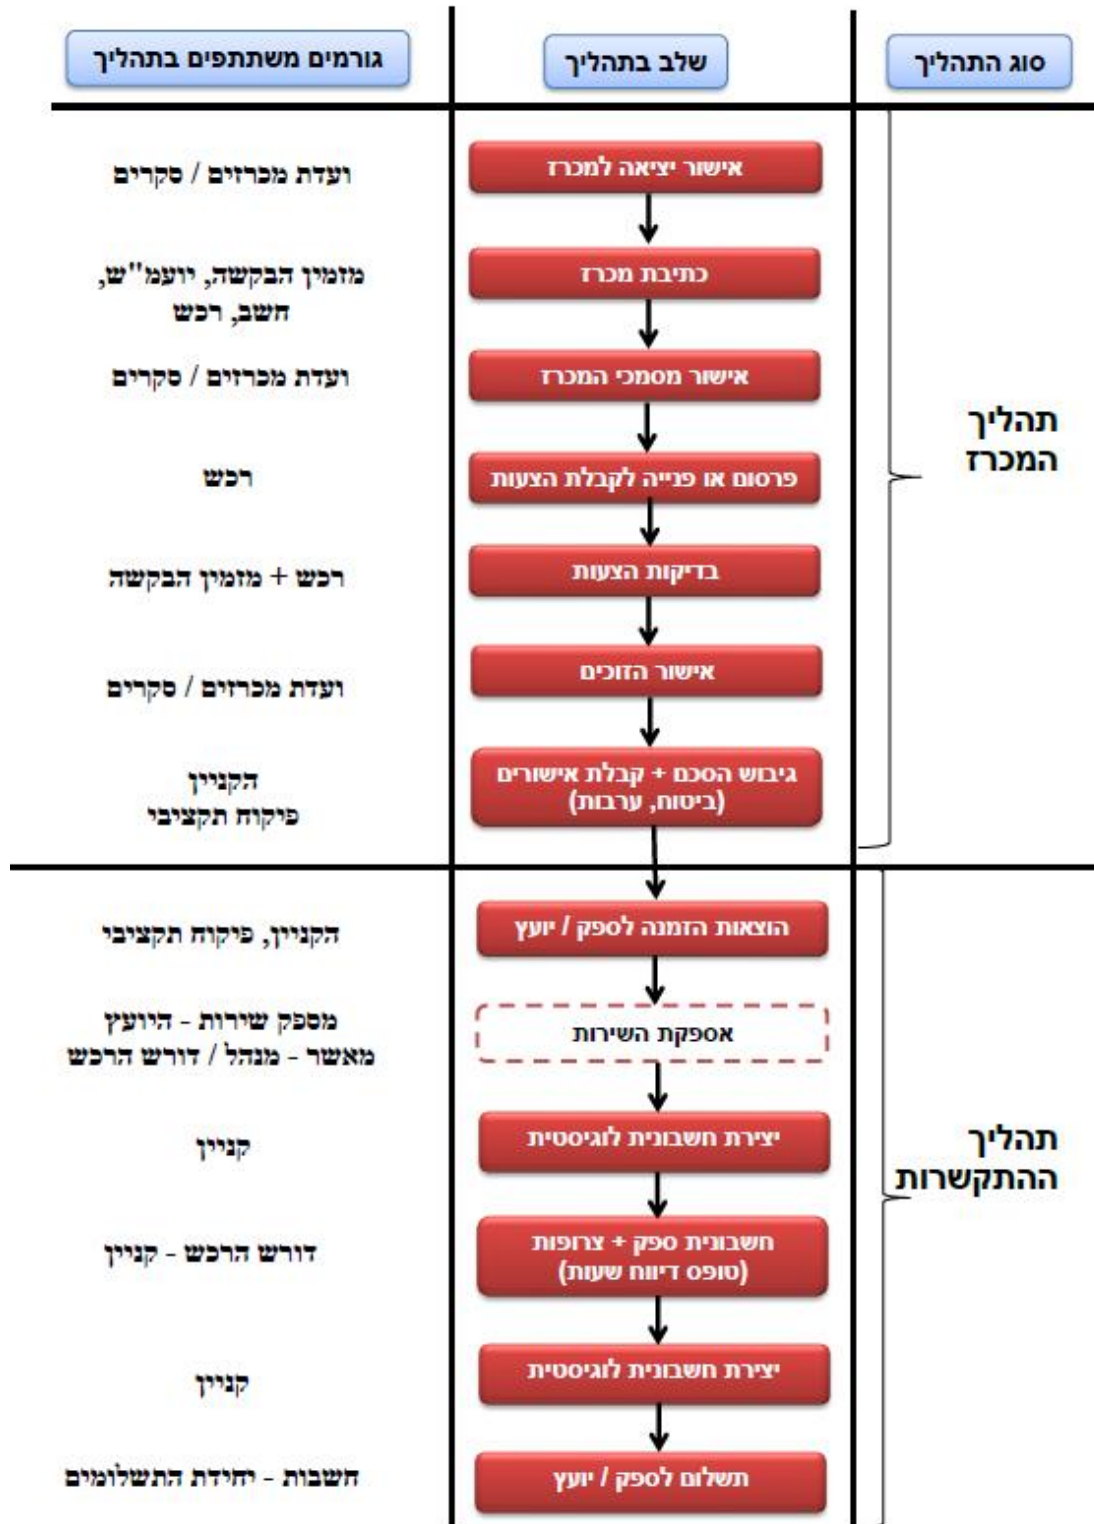 סוג התהליך
שלב בתהליך
גורמים משתתפים בתהליך
תהליך
המכרז
אישור יציאה למכרז
ועדת מכרזים / סקרים
כתיבת מכרז
מזמין הבקשה, יועמ"ש,
חשב, רכש
אישור מסמכי המכרז
ועדת מכרזים / סקרים
פרסום או פנייה לקבלת הצעות
רכש
בדיקות הצעות
רכש + מזמין הבקשה
אישור הזוכים
ועדת מכרזים / סקרים
גיבוש הסכם + קבלת אישורים
(ביטוח, ערבות)
הקניין
פיקוח תקציבי
תהליך
ההתקשרות
הוצאות הזמנה לספק / יועץ
הקניין, פיקוח תקציבי
אספקת השירות
מספק שירות - היועץ
מאשר - מנהל / דורש הרכש
יצירת חשבונית לוגיסטית
קניין
חשבונית ספק + צרופות
(טופס דיווח שעות)
דורש הרכש - קניין
יצירת חשבונית לוגיסטית
קניין
תשלום לספק / יועץ
חשבות - יחידת התשלומים